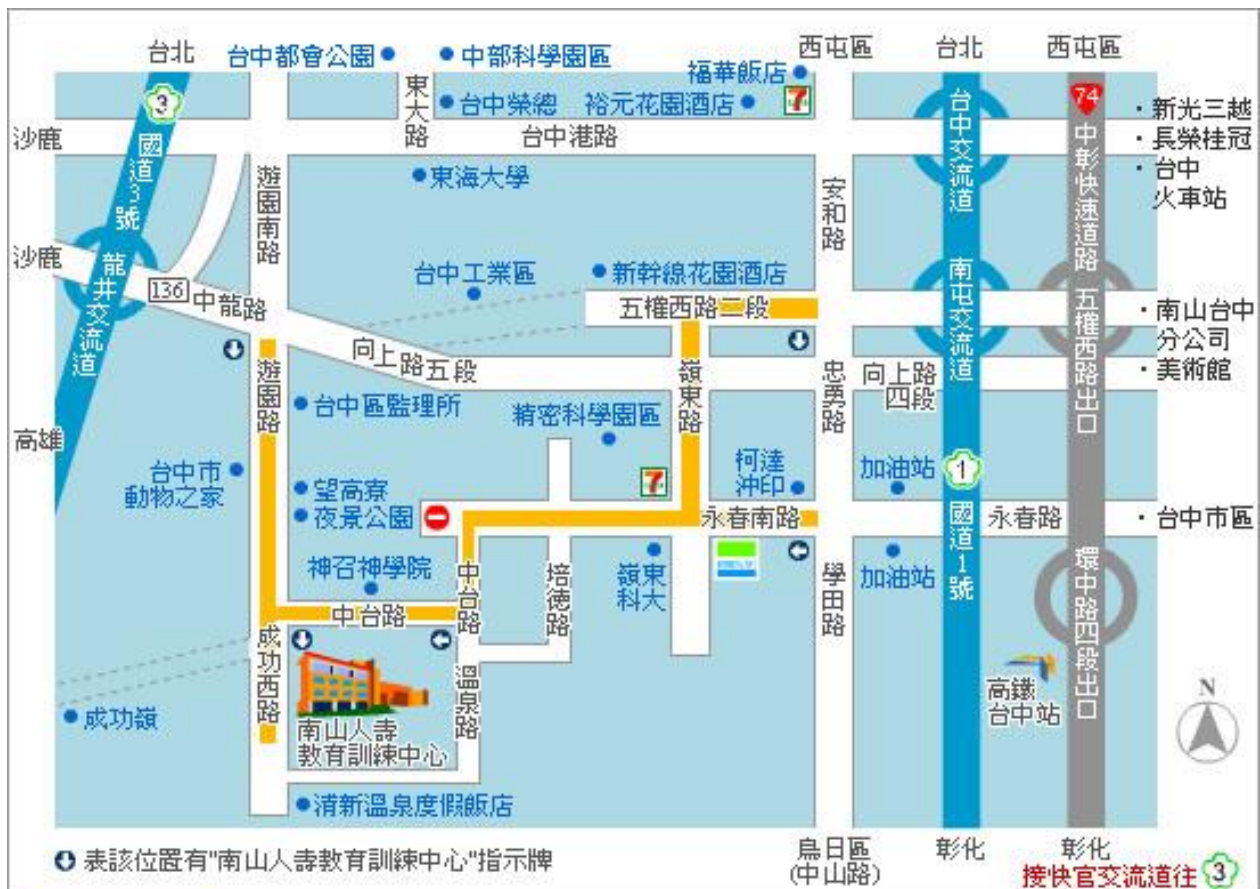 台北
台中都會公園
中部科學園區
福華飯店
西屯區
台北
西屯區
3
東大路
台中榮總
裕元花園酒店
7
74
新光三越
沙鹿
台中港路
長榮桂冠
國道3號
遊園南路
東海大學
安和路
台中交流道
中彰快速道路
台中
火車站
沙鹿
龍井交流道
136
中龍路
台中工業區
新幹線花園酒店
五權西路二段
南屯交流道
五權西路出口
南山台中
分公司
美術館
向上路五段
嶺東路
忠勇路
向上路
四段
遊園路
台中區監理所
精密科學園區
高雄
台中市
動物之家
望高寮
夜景公園
7
柯達
沖印
加油站
1
永春南路
永春路
台中市區
國道1號
神召神學院
中台路
中台路
培德路
嶺東
科大
學田路
加油站
環中路四段出口
成功西路
溫泉路
高鐵
台中站
N
成功嶺
南山人壽
教育訓練中心
清新溫泉度假飯店
表該位置有"南山人壽教育訓練中心"指示牌
烏日區
(中山路)
彰化
彰化
接快官交流道往 3